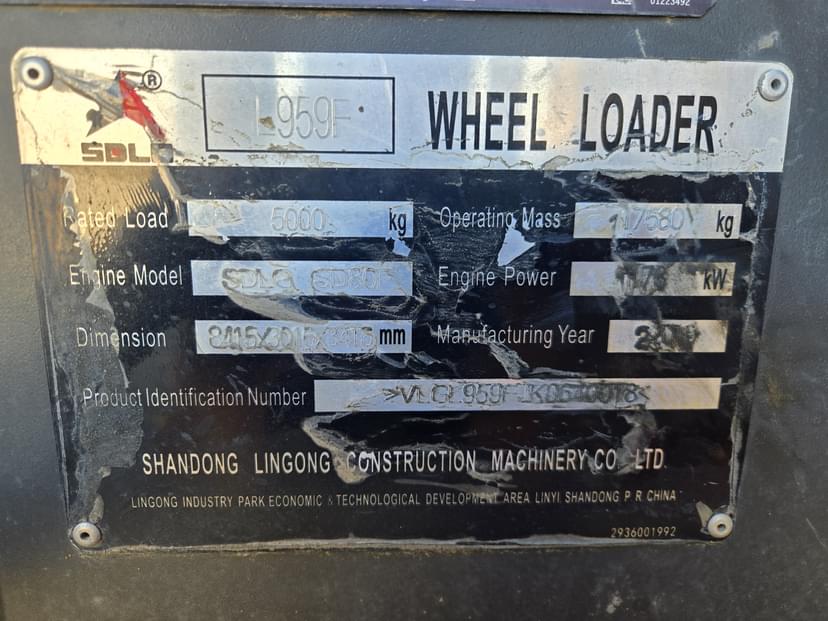 01223492
®
SDLG
L959F
WHEEL LOADER
Rated Load 5000 kg Operating Mass 17580 kg
Engine Model SDLG kW Engine Power
Dimension mm Manufacturing Year
Product Identification Number
SHANDONG LINGONG CONSTRUCTION MACHINERY CO LTD.
LINGONG INDUSTRY PARK ECONOMIC & TECHNOLOGICAL DEVELOPMENT AREA LINYI SHANDONG P R CHINA
2936001992